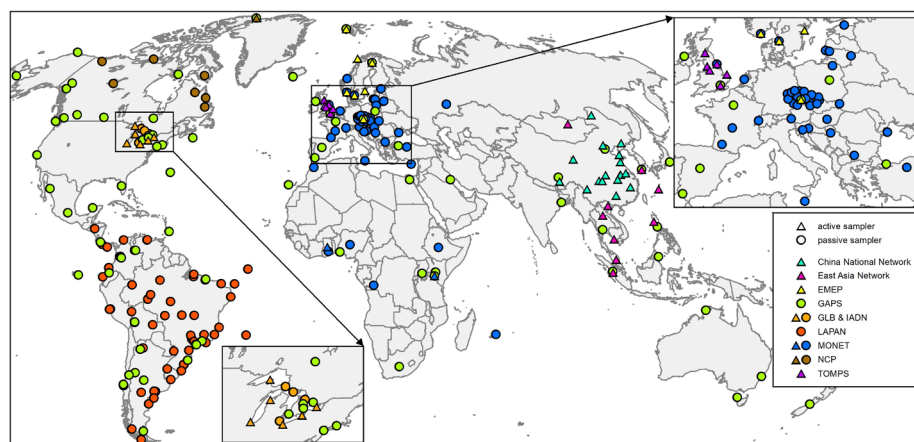 active sampler
passive sampler
China National Network
East Asia Network
EMEP
GAPS
GLB & IADN
LAPAN
MONET
NCP
TOMPS